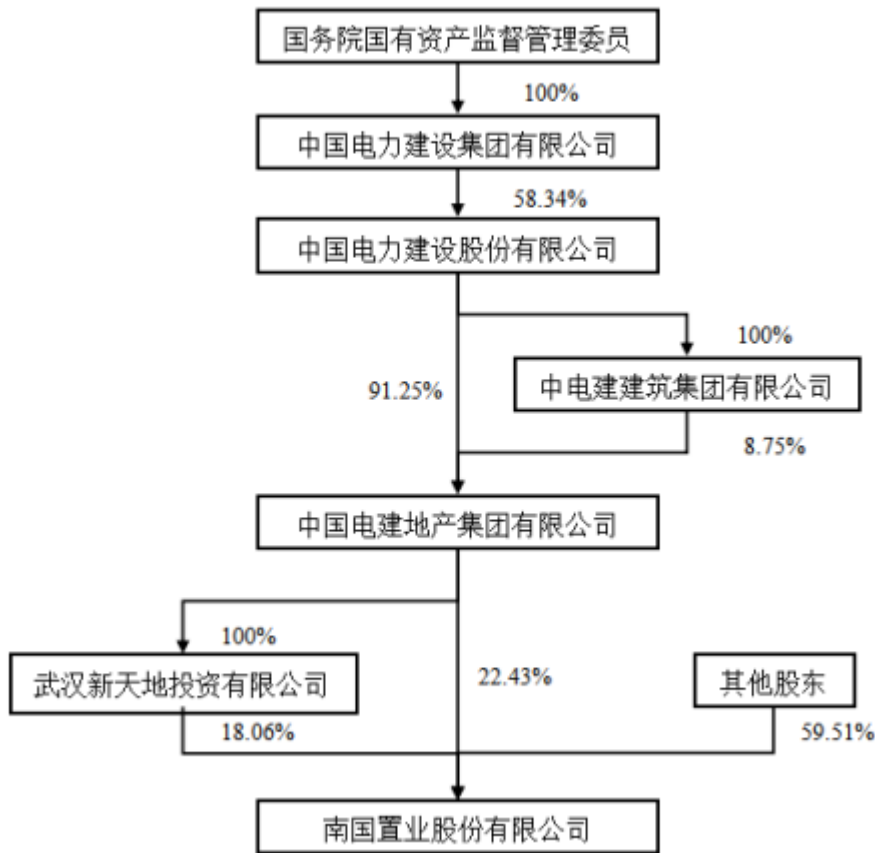 国务院国有资产监督管理委员
100%
中国电力建设集团有限公司
58.34%
中国电力建设股份有限公司
100%
91.25%
中电建建筑集团有限公司
8.75%
中国电建地产集团有限公司
100%
武汉新天地投资有限公司
22.43%
其他股东
18.06%
59.51%
南国置业股份有限公司